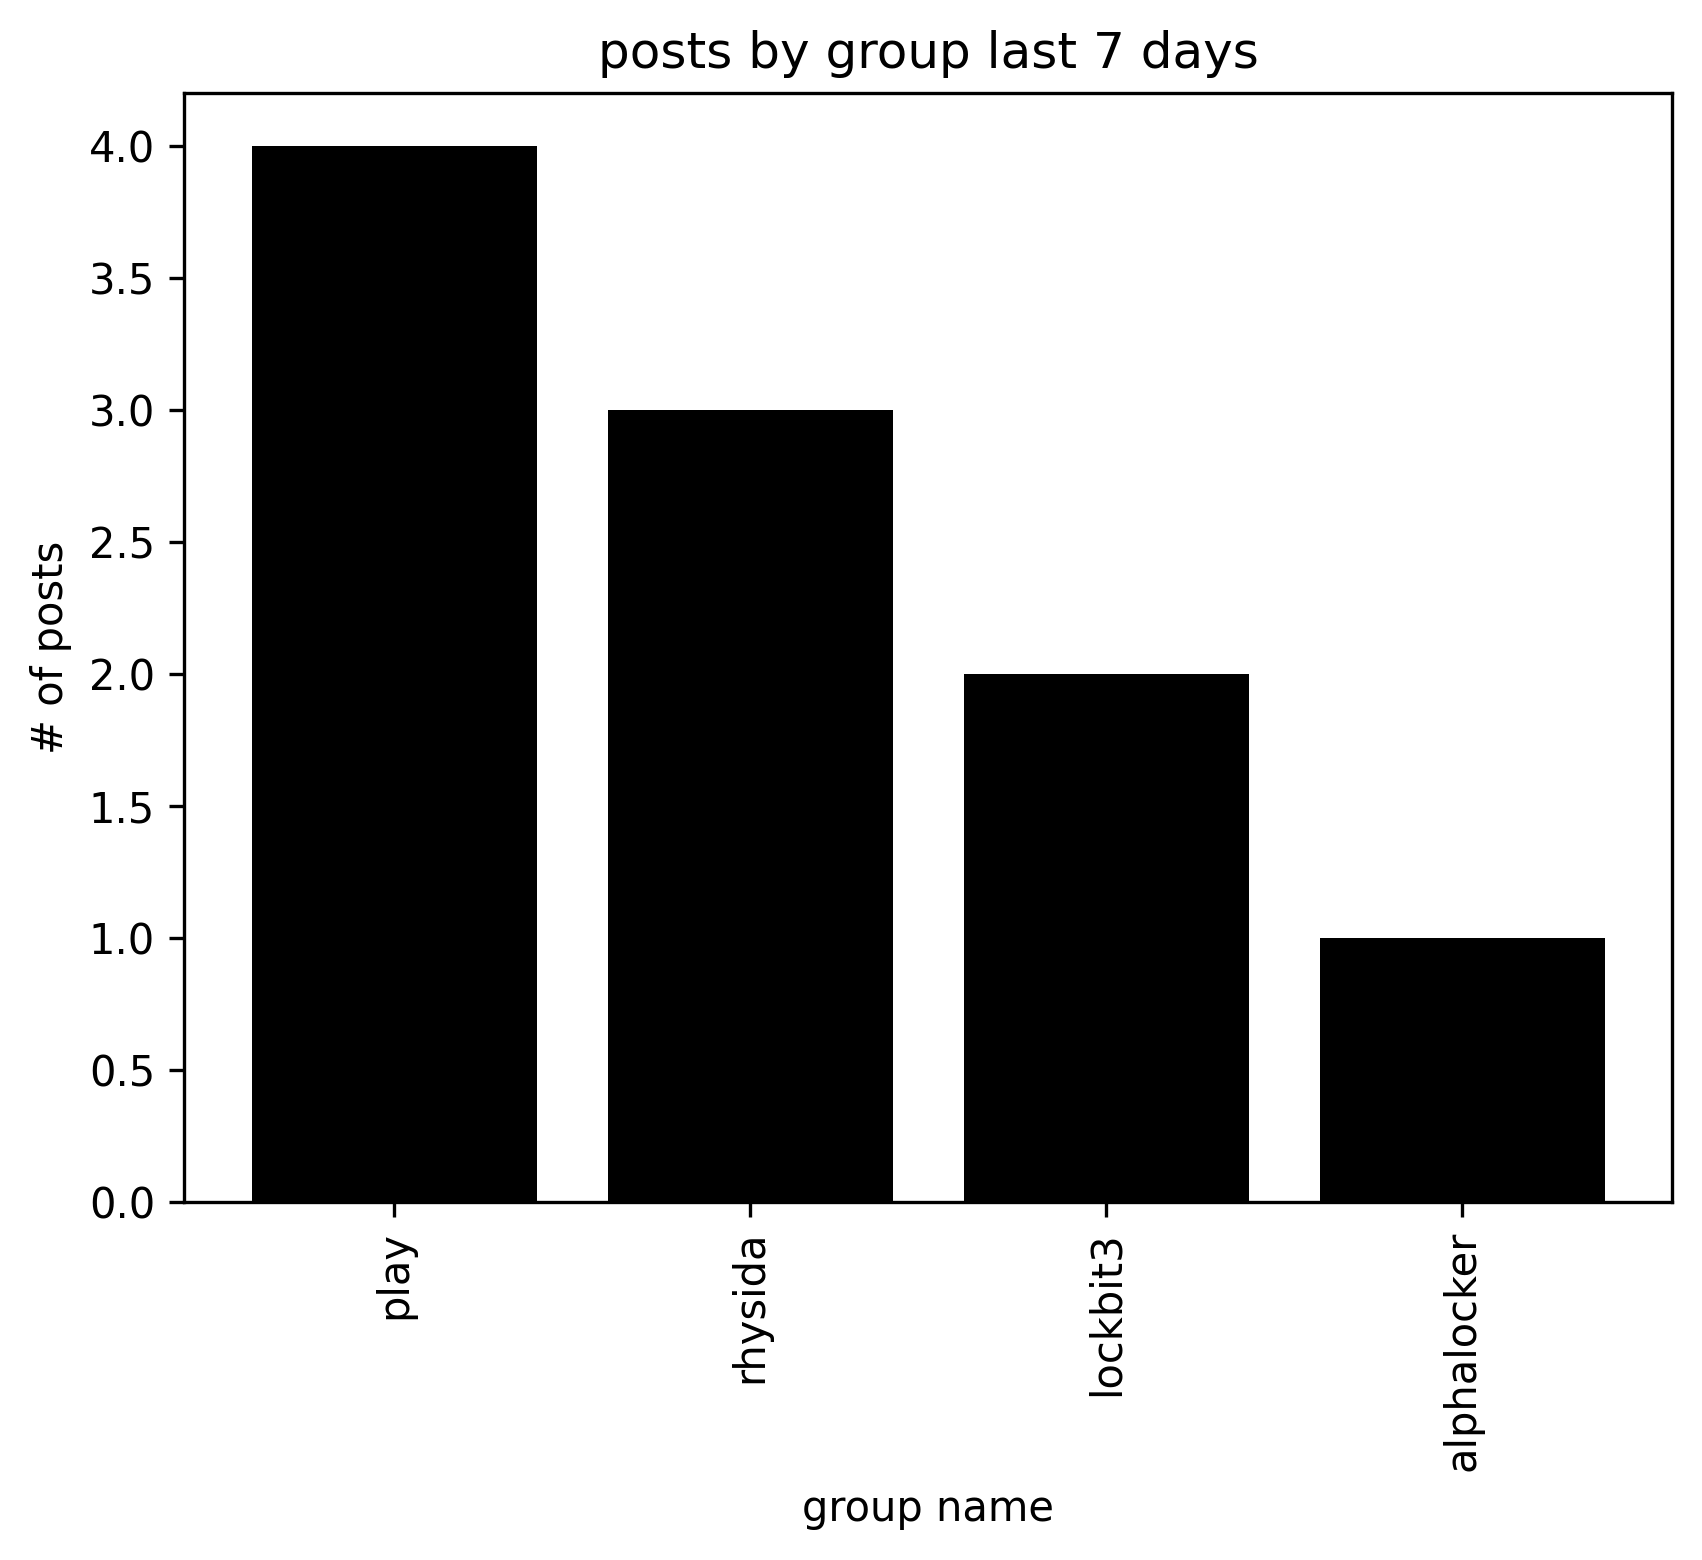 posts by group last 7 days
# of posts
4.0
3.5
3.0
2.5
2.0
1.5
1.0
0.5
0.0
play
rhysida
lockbit3
alphalocker
group name